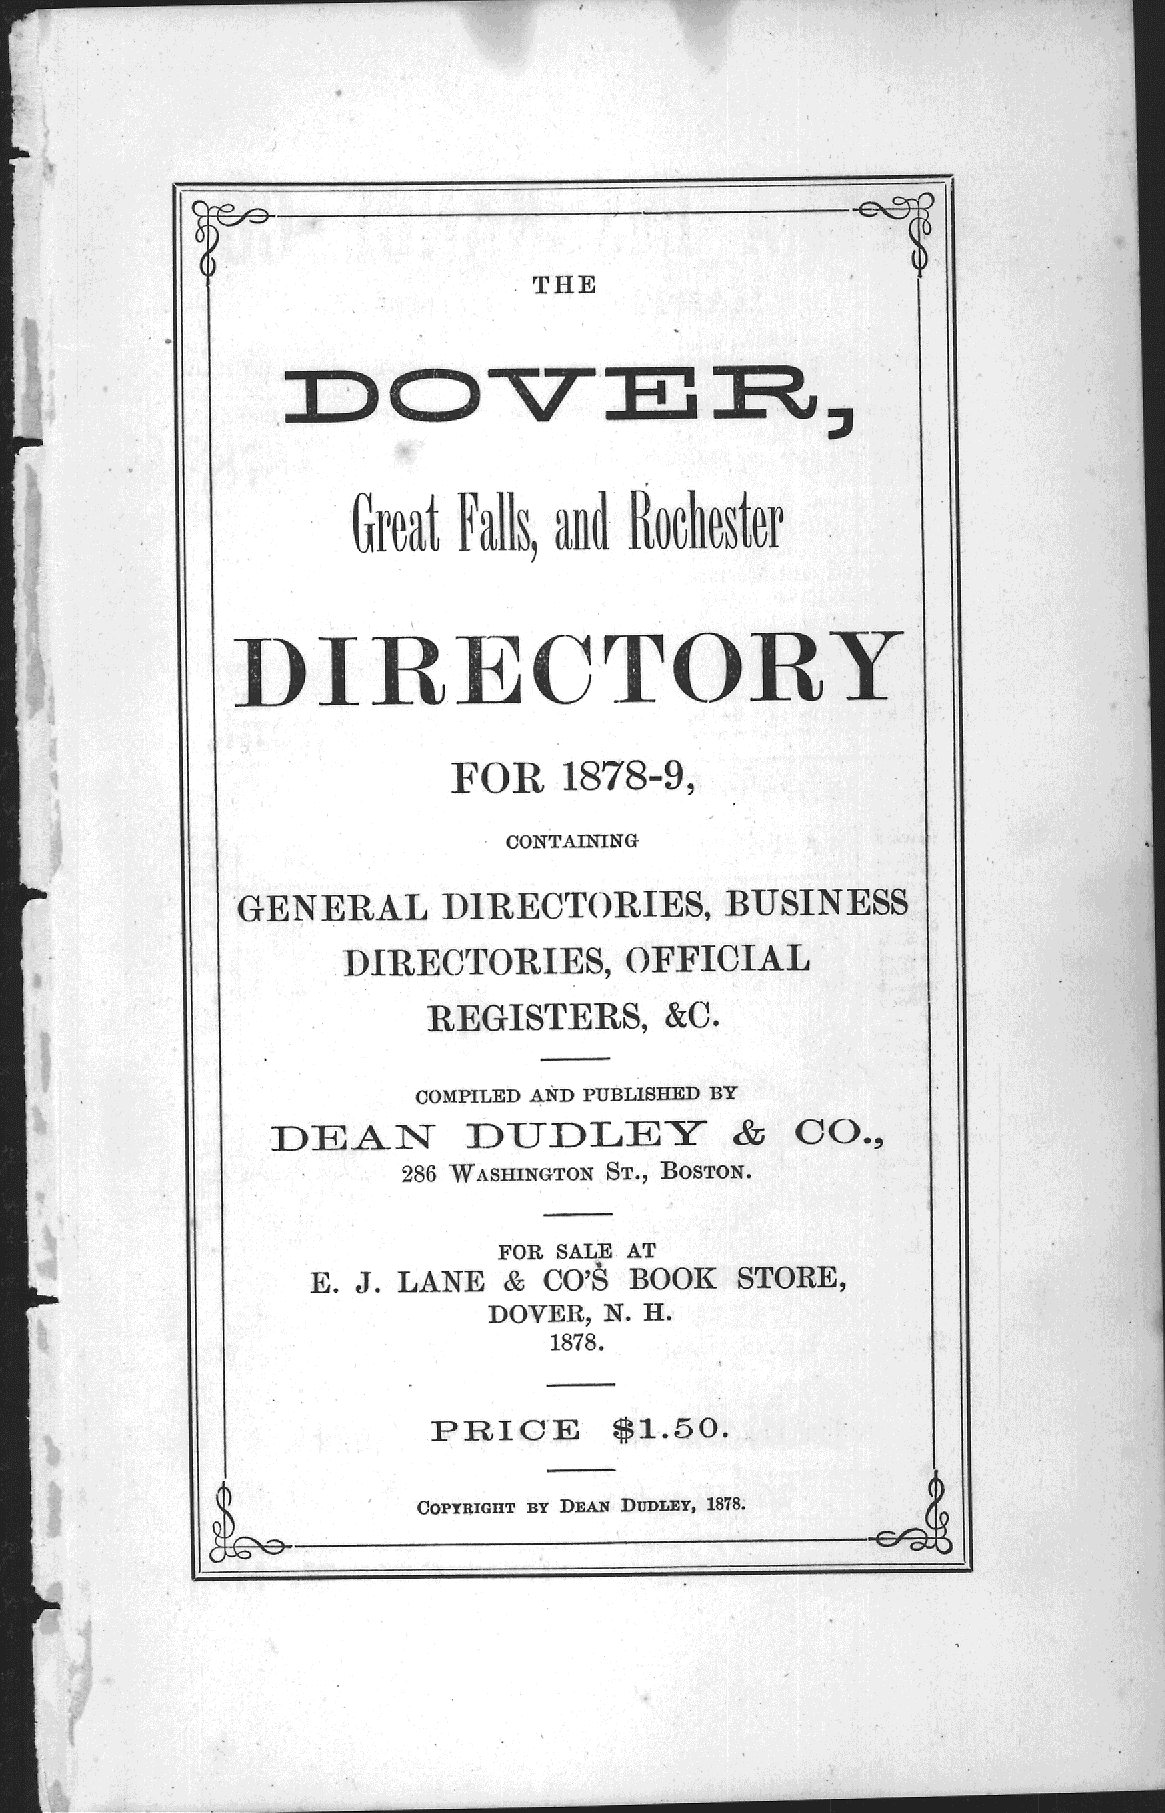 THE
DOVER,
Great Falls, and Rochester
DIRECTORY
FOR 1878-9,
CONTAINING
GENERAL DIRECTORIES, BUSINESS
DIRECTORIES, OFFICIAL
REGISTERS, &C.
COMPILED AND PUBLISHED BY
DEAN DUDLEY & CO.,
286 WASHINGTON ST., BOSTON.
FOR SALE AT
E. J. LANE & CO'S BOOK STORE,
DOVER, N. H.
1878.
PRICE $1.50.
COPYRIGHT BY DEAN DUDLEY, 1878.